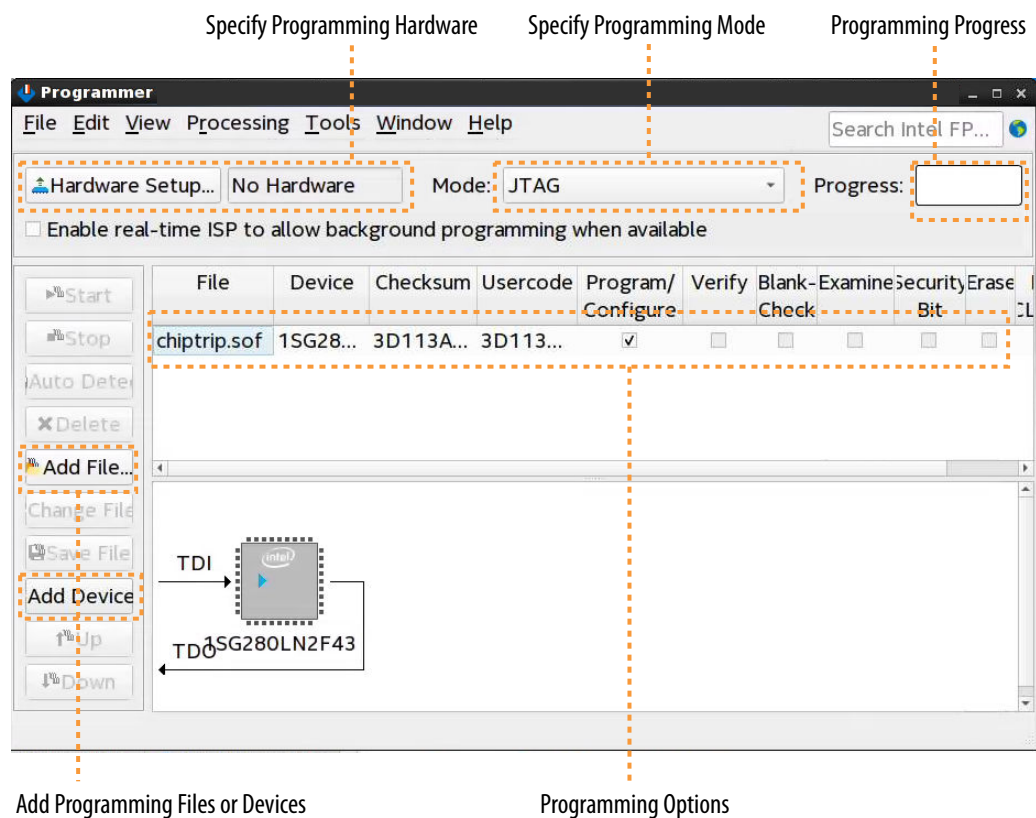 Specify Programming Hardware Specify Programming Mode Programming Progress
Programmer
File Edit View Processing Tools Window Help Search Intel FP...
Hardware Setup... No Hardware Mode: JTAG Progress:
Enable real-time ISP to allow background programming when available
Start
File Device Checksum Usercode Program/ Verify Blank- Examine Security Erase
Configure Check Bit
Stop
chiptrip.sof 1SG28... 3D113A... 3D113...
Auto Dete
Delete
Add File...
Change File
Save File
Add Device
Up
Down
TDI
intel
1SG280LN2F43
TDO
Add Programming Files or Devices Programming Options